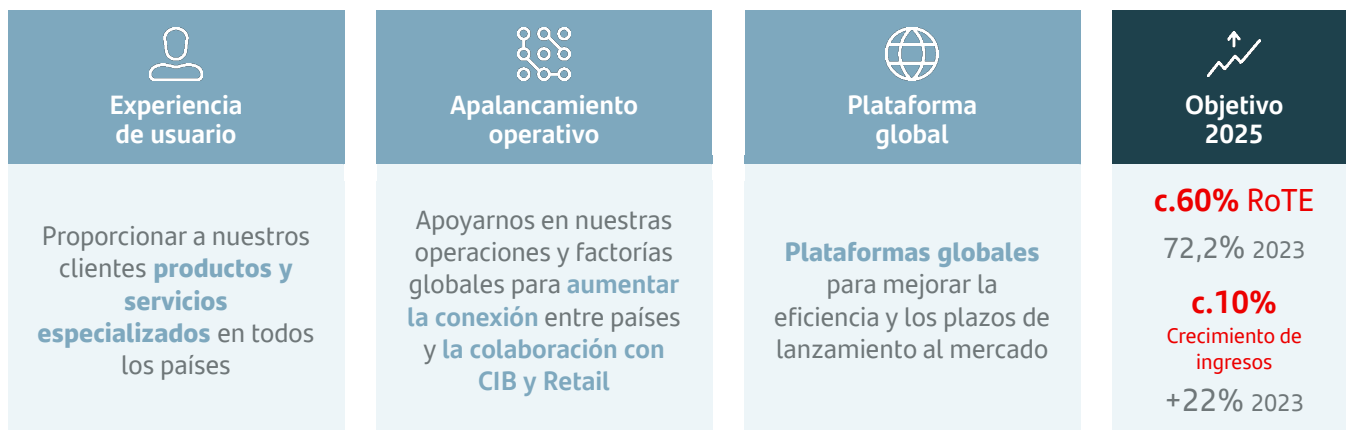 Experiencia
de usuario
Proporcionar a nuestros
clientes productos y
servicios
especializados en todos
los países
Apalancamiento
operativo
Apoyarnos en nuestras
operaciones y factorías
globales para aumentar
la conexión entre países
y la colaboración con
CIB y Retail
Plataforma
global
Plataformas globales
para mejorar la
eficiencia y los plazos de
lanzamiento al mercado
Objetivo
2025
c.60% RoTE
72,2% 2023
c.10%
Crecimiento de
ingresos
+22% 2023